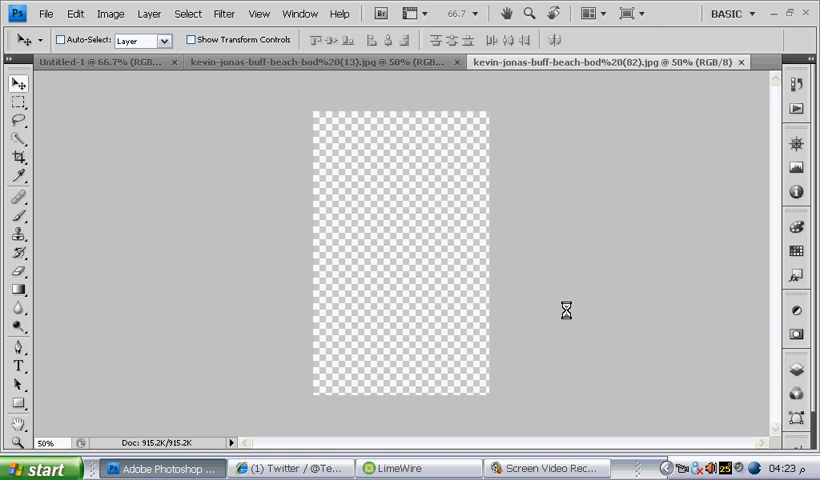 Ps File Edit Image Layer Select Filter View Window Help Br 66.7 BASIC
Auto-Select: Layer Show Transform Controls
Untitled-1 @ 66.7% (RGB... kevin-jonas-buff-beach-bod%20(13).jpg @ 50% (RGB... kevin-jonas-buff-beach-bod%20(82).jpg @ 50% (RGB/8)
T
50% Doc: 915.2K/915.2K
start Ps Adobe Photoshop ... (1) Twitter / @Te... LimeWire Screen Video Rec... 25 04:23 م